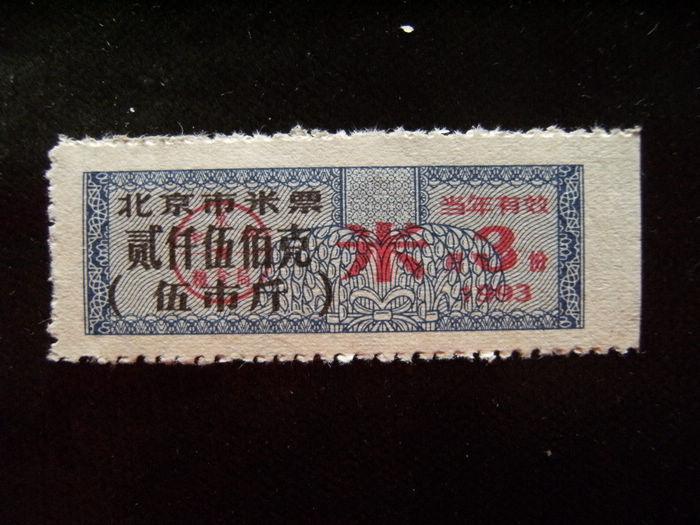 北京市米票
贰仟伍佰克
(伍市斤)
米
当年有效
3
份
1993